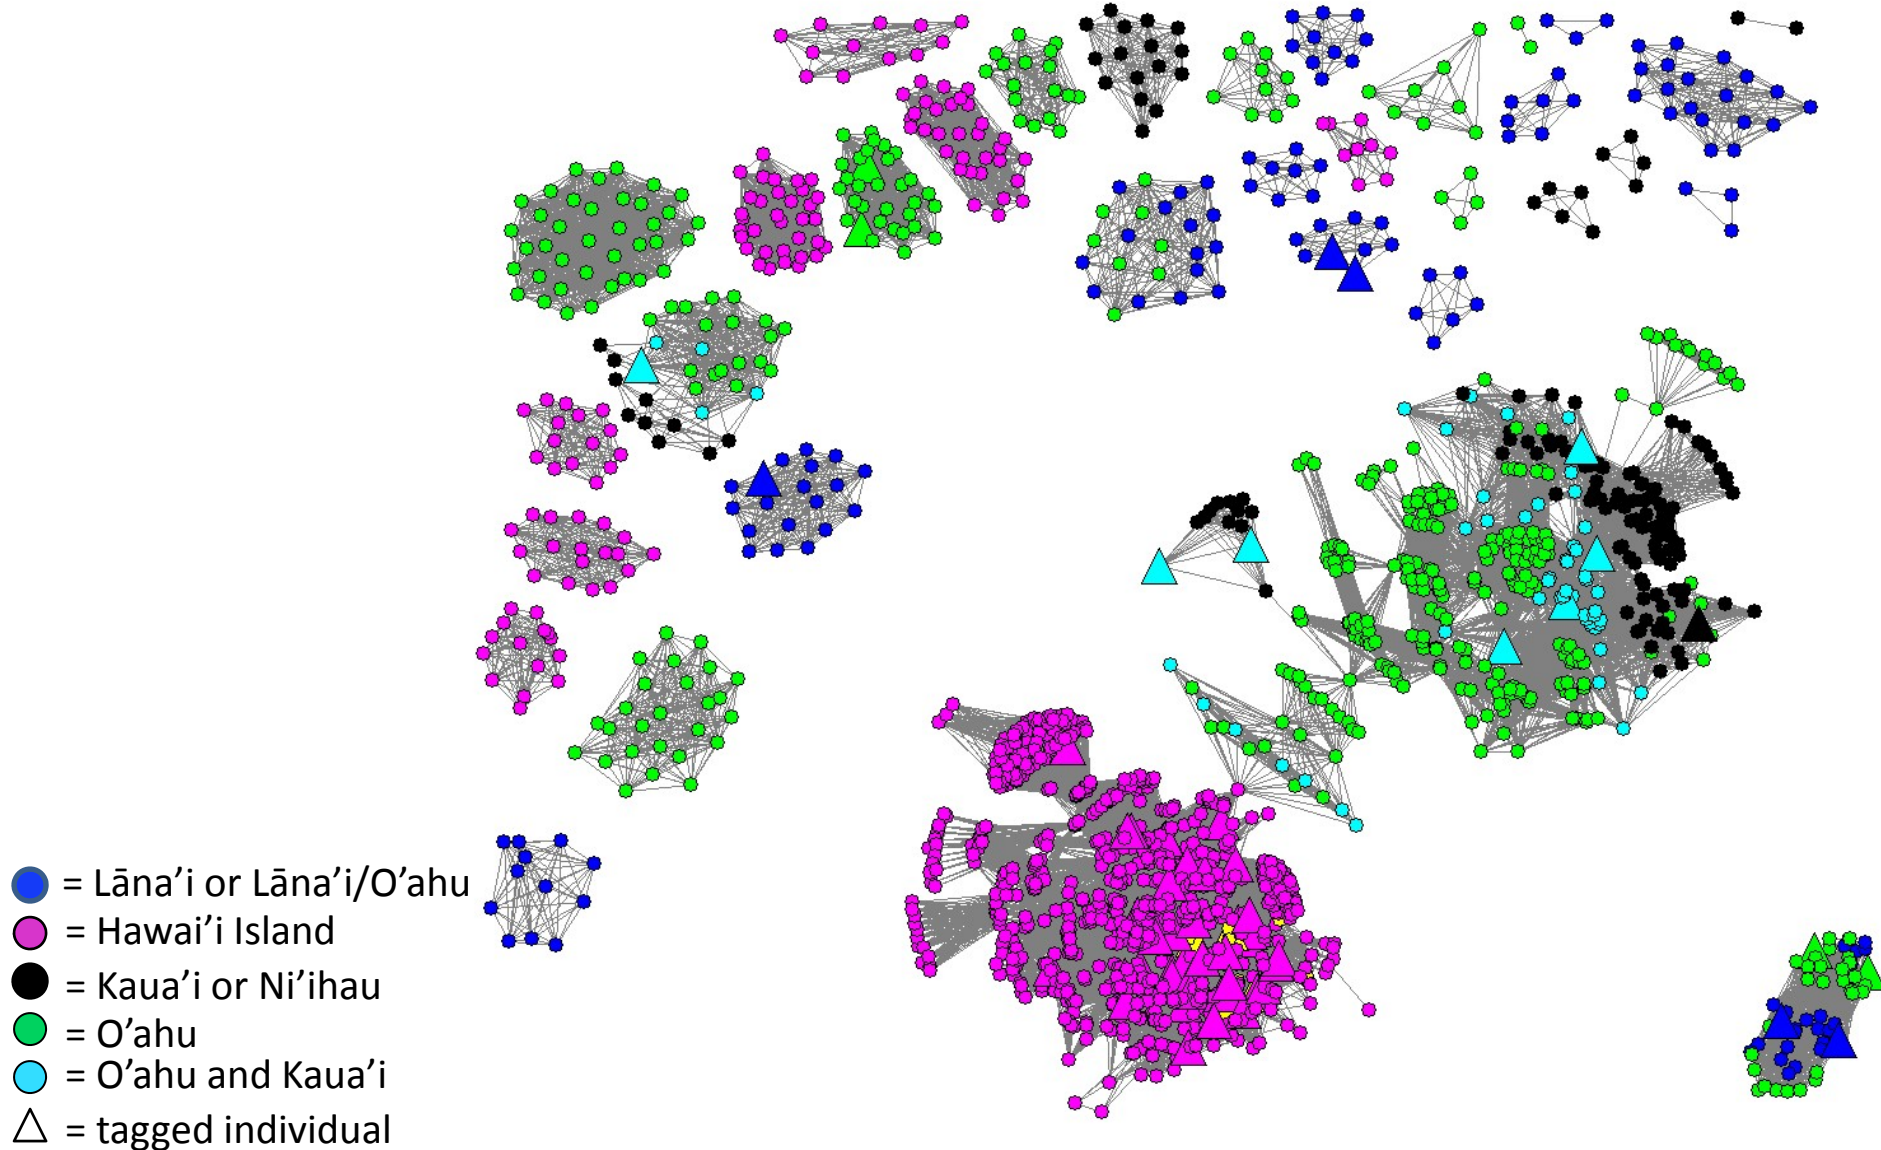 = Lāna’i or Lāna’i/O’ahu
= Hawai’i Island
= Kaua’i or Ni’ihau
= O’ahu
= O’ahu and Kaua’i
= tagged individual